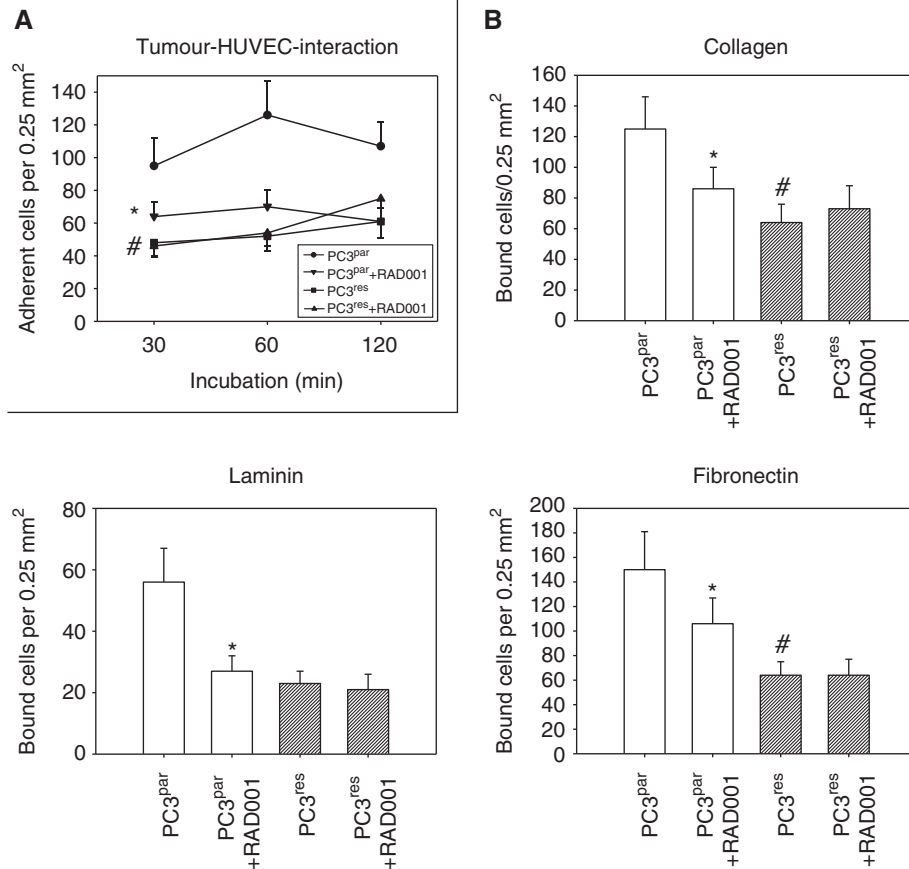 A
Tumour-HUVEC-interaction
Adherent cells per 0.25 mm²
140
120
100
80
60
40
20
0
*
#
PC3ᵖᵃʳ
PC3ᵖᵃʳ+RAD001
PC3ʳᵉˢ
PC3ʳᵉˢ+RAD001
30 60 120
Incubation (min)
B
Collagen
Bound cells/0.25 mm²
160
140
120
100
80
60
40
20
0
*
#
PC3ᵖᵃʳ
PC3ᵖᵃʳ
+RAD001
PC3ʳᵉˢ
PC3ʳᵉˢ
+RAD001
Laminin
Bound cells per 0.25 mm²
80
60
40
20
0
*
PC3ᵖᵃʳ
PC3ᵖᵃʳ
+RAD001
PC3ʳᵉˢ
PC3ʳᵉˢ
+RAD001
Fibronectin
Bound cells per 0.25 mm²
200
180
160
140
120
100
80
60
40
20
0
*
#
PC3ᵖᵃʳ
PC3ᵖᵃʳ
+RAD001
PC3ʳᵉˢ
PC3ʳᵉˢ
+RAD001